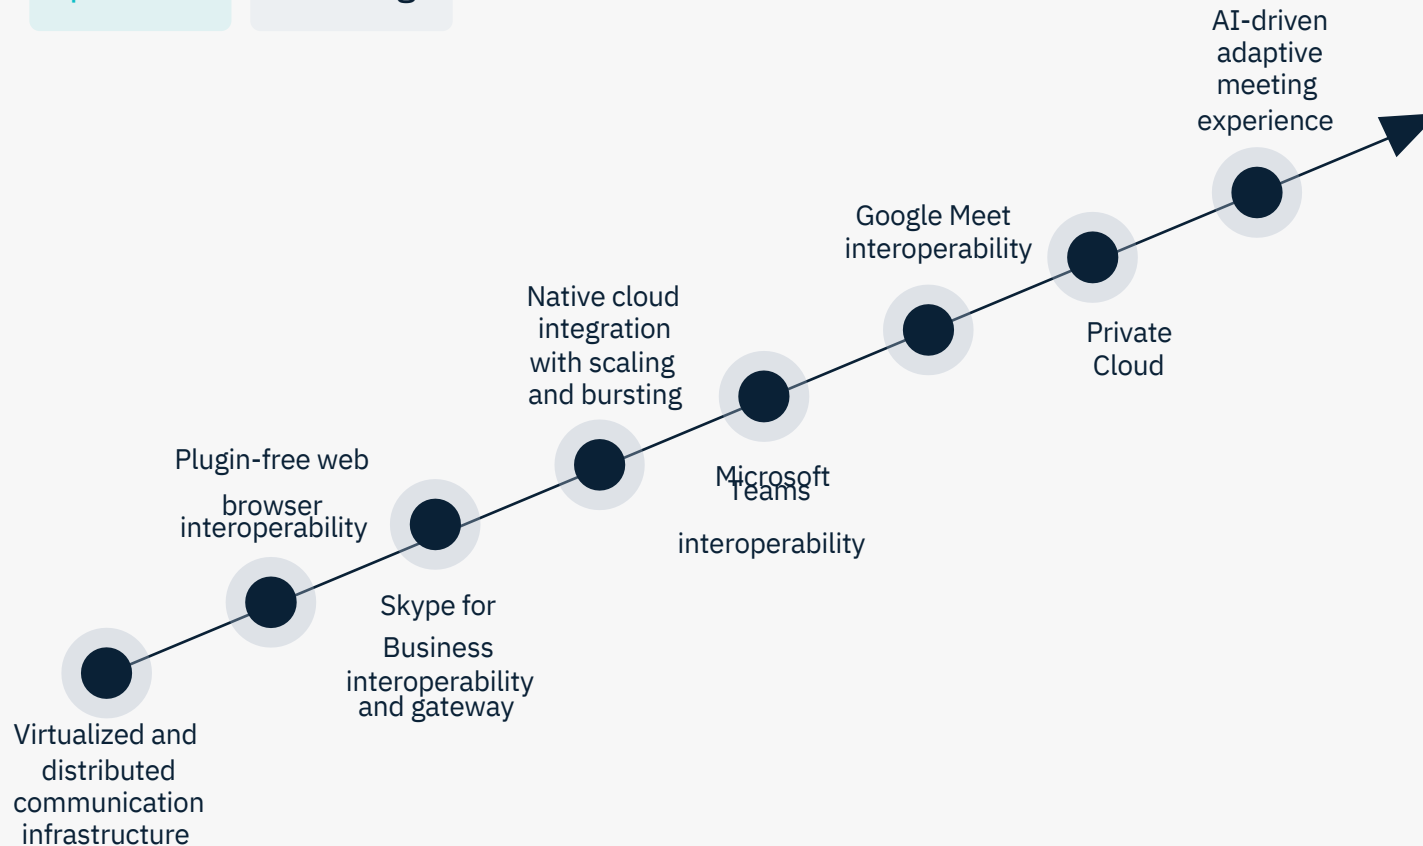 Virtualized and
distributed
communication
infrastructure
Plugin-free web
browser
interoperability
Skype for
Business
interoperability
and gateway
Native cloud
integration
with scaling
and bursting
Microsoft
Teams
interoperability
Google Meet
interoperability
Private
Cloud
AI-driven
adaptive
meeting
experience